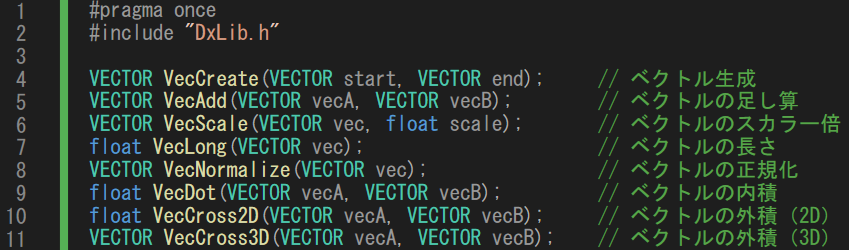 1 #pragma once
2 #include "DxLib.h"
3
4 VECTOR VecCreate(VECTOR start, VECTOR end); // ベクトル生成
5 VECTOR VecAdd(VECTOR vecA, VECTOR vecB); // ベクトルの足し算
6 VECTOR VecScale(VECTOR vec, float scale); // ベクトルのスカラー倍
7 float VecLong(VECTOR vec); // ベクトルの長さ
8 VECTOR VecNormalize(VECTOR vec); // ベクトルの正規化
9 float VecDot(VECTOR vecA, VECTOR vecB); // ベクトルの内積
10 float VecCross2D(VECTOR vecA, VECTOR vecB); // ベクトルの外積 (2D)
11 VECTOR VecCross3D(VECTOR vecA, VECTOR vecB); // ベクトルの外積 (3D)